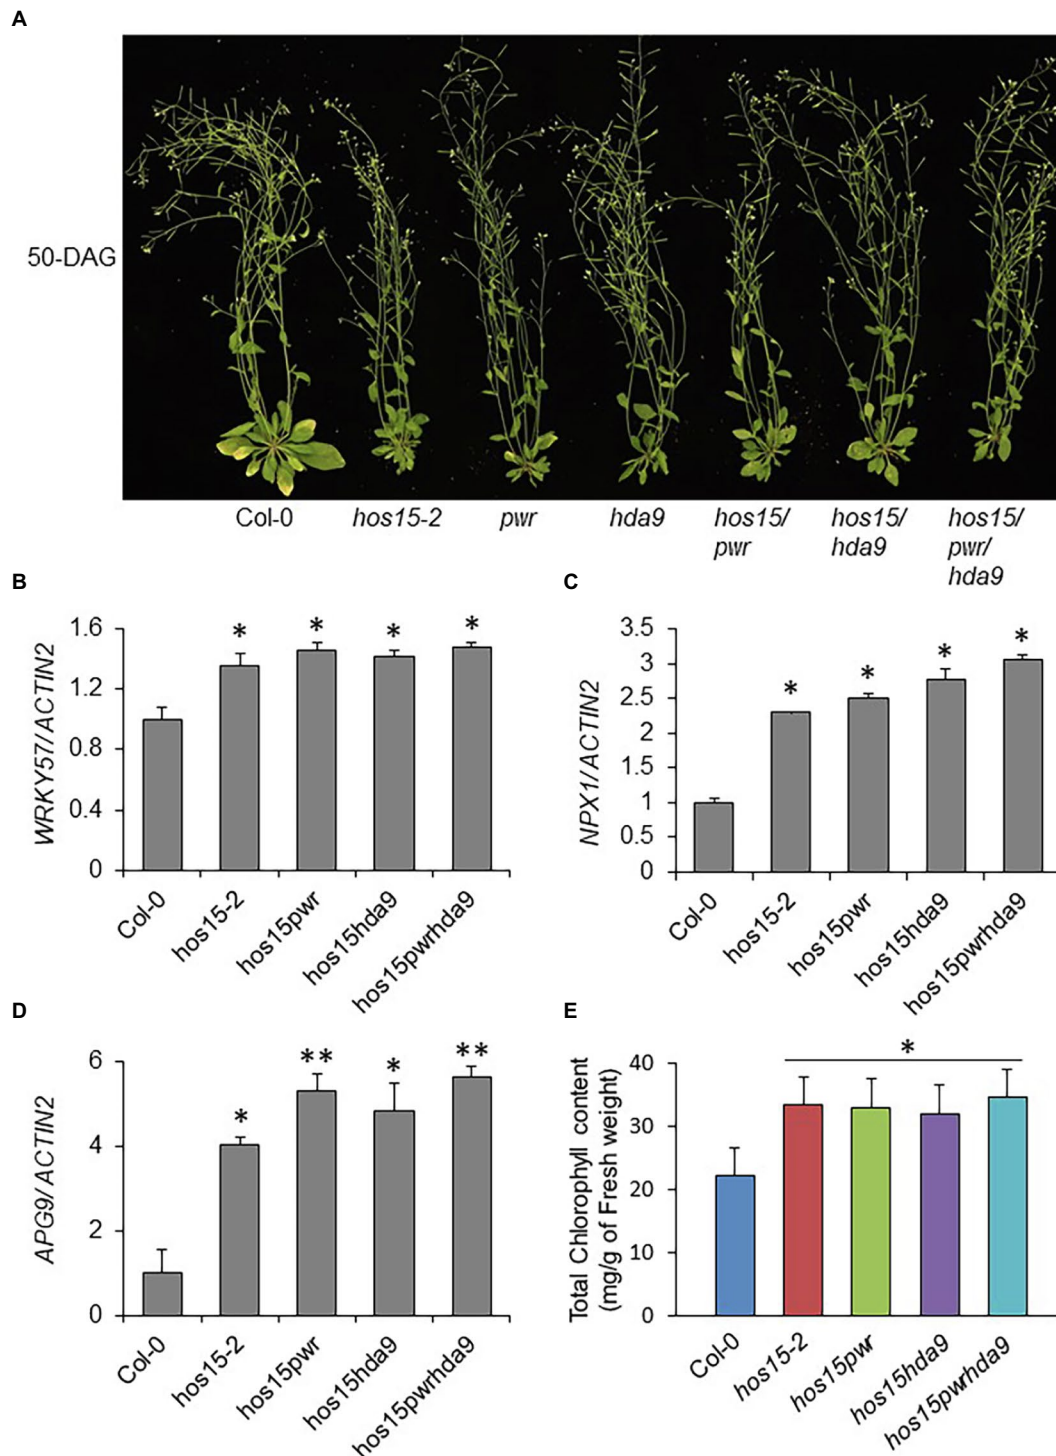 A
50-DAG
Col-0
hos15-2
pwr
hda9
hos15/
pwr
hos15/
hda9
hos15/
pwr/
hda9
B
WRKY57/ACTIN2
1.6
1.2
0.8
0.4
0
*
*
*
*
Col-0
hos15-2
hos15pwr
hos15hda9
hos15pwrhda9
C
NPX1/ACTIN2
3.5
3
2.5
2
1.5
1
0.5
0
*
*
*
*
Col-0
hos15-2
hos15pwr
hos15hda9
hos15pwrhda9
D
APG9/ACTIN2
6
4
2
0
*
**
*
**
Col-0
hos15-2
hos15pwr
hos15hda9
hos15pwrhda9
E
Total Chlorophyll content
(mg/g of Fresh weight)
40
30
20
10
0
*
Col-0
hos15-2
hos15pwr
hos15hda9
hos15pwrhda9